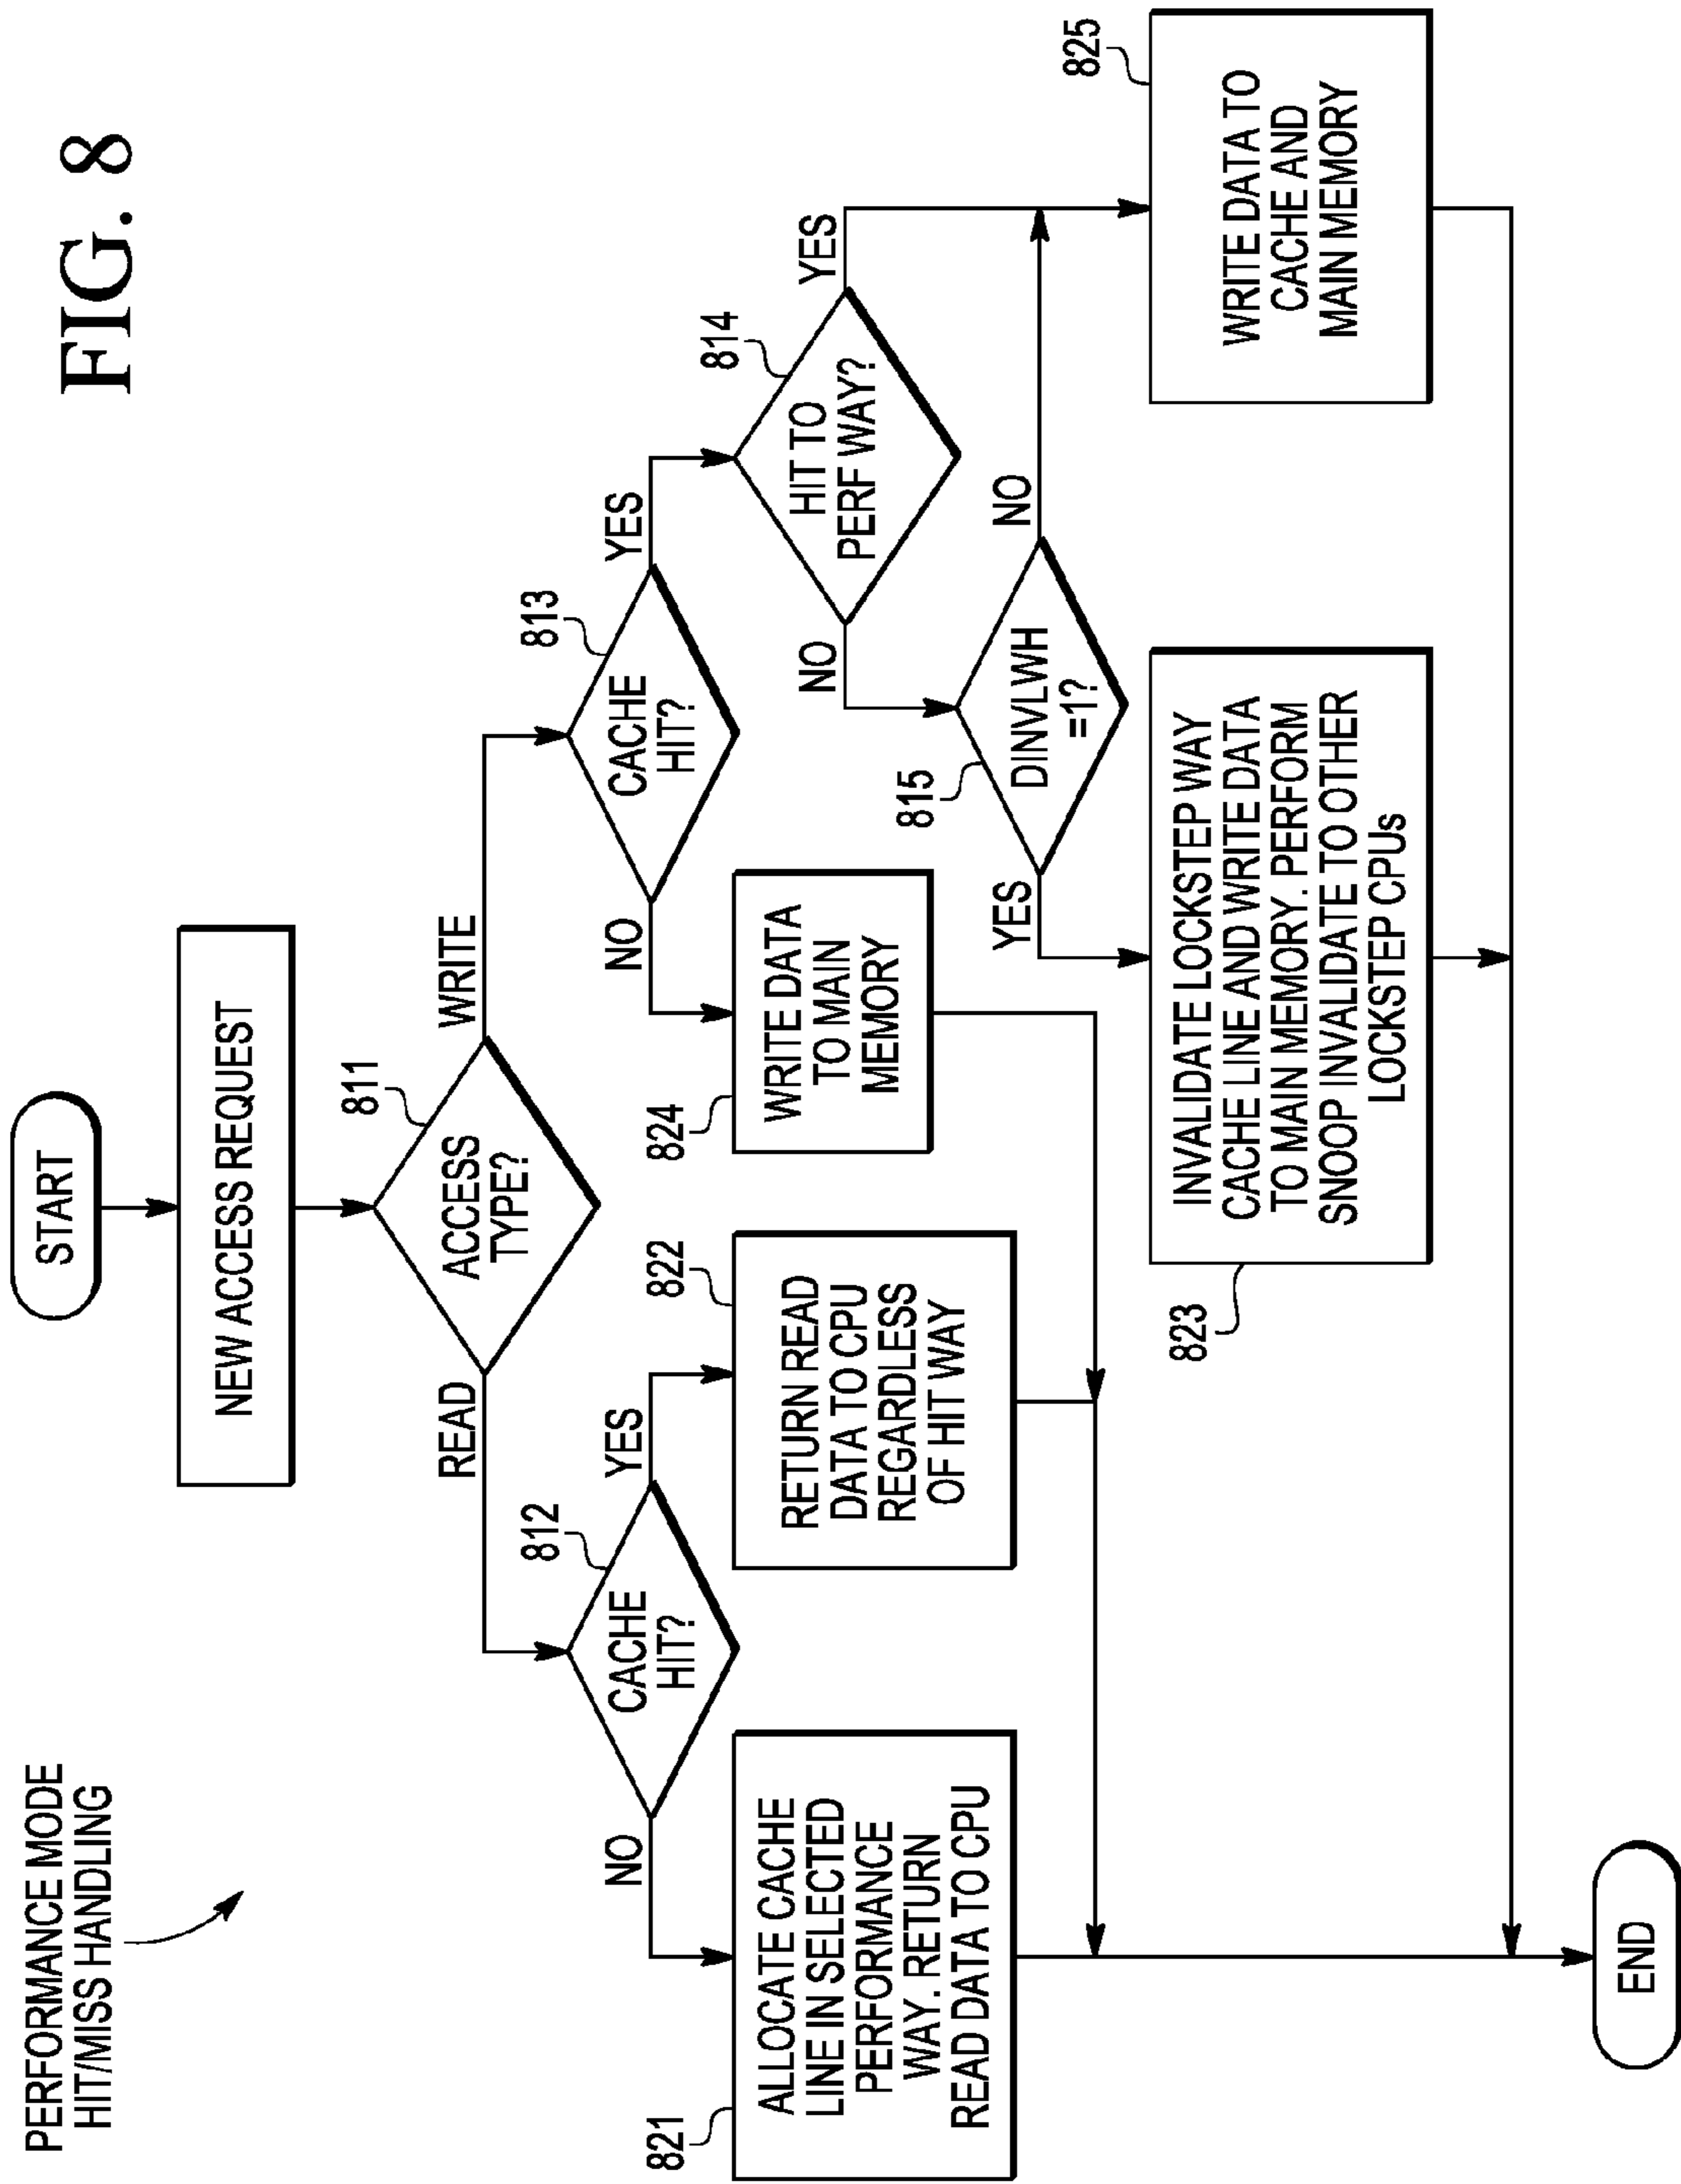 FIG. 8
PERFORMANCE MODE
HIT/MISS HANDLING
START
NEW ACCESS REQUEST
811
ACCESS
TYPE?
READ
WRITE
812
CACHE
HIT?
NO
YES
813
CACHE
HIT?
NO
YES
821
ALLOCATE CACHE
LINE IN SELECTED
PERFORMANCE
WAY. RETURN
READ DATA TO CPU
822
RETURN READ
DATA TO CPU
REGARDLESS
OF HIT WAY
824
WRITE DATA
TO MAIN
MEMORY
814
HIT TO
PERF WAY?
NO
YES
815
DINVLWH
=1?
YES
NO
823
INVALIDATE LOCKSTEP WAY
CACHE LINE AND WRITE DATA
TO MAIN MEMORY. PERFORM
SNOOP INVALIDATE TO OTHER
LOCKSTEP CPUs
825
WRITE DATA TO
CACHE AND
MAIN MEMORY
END